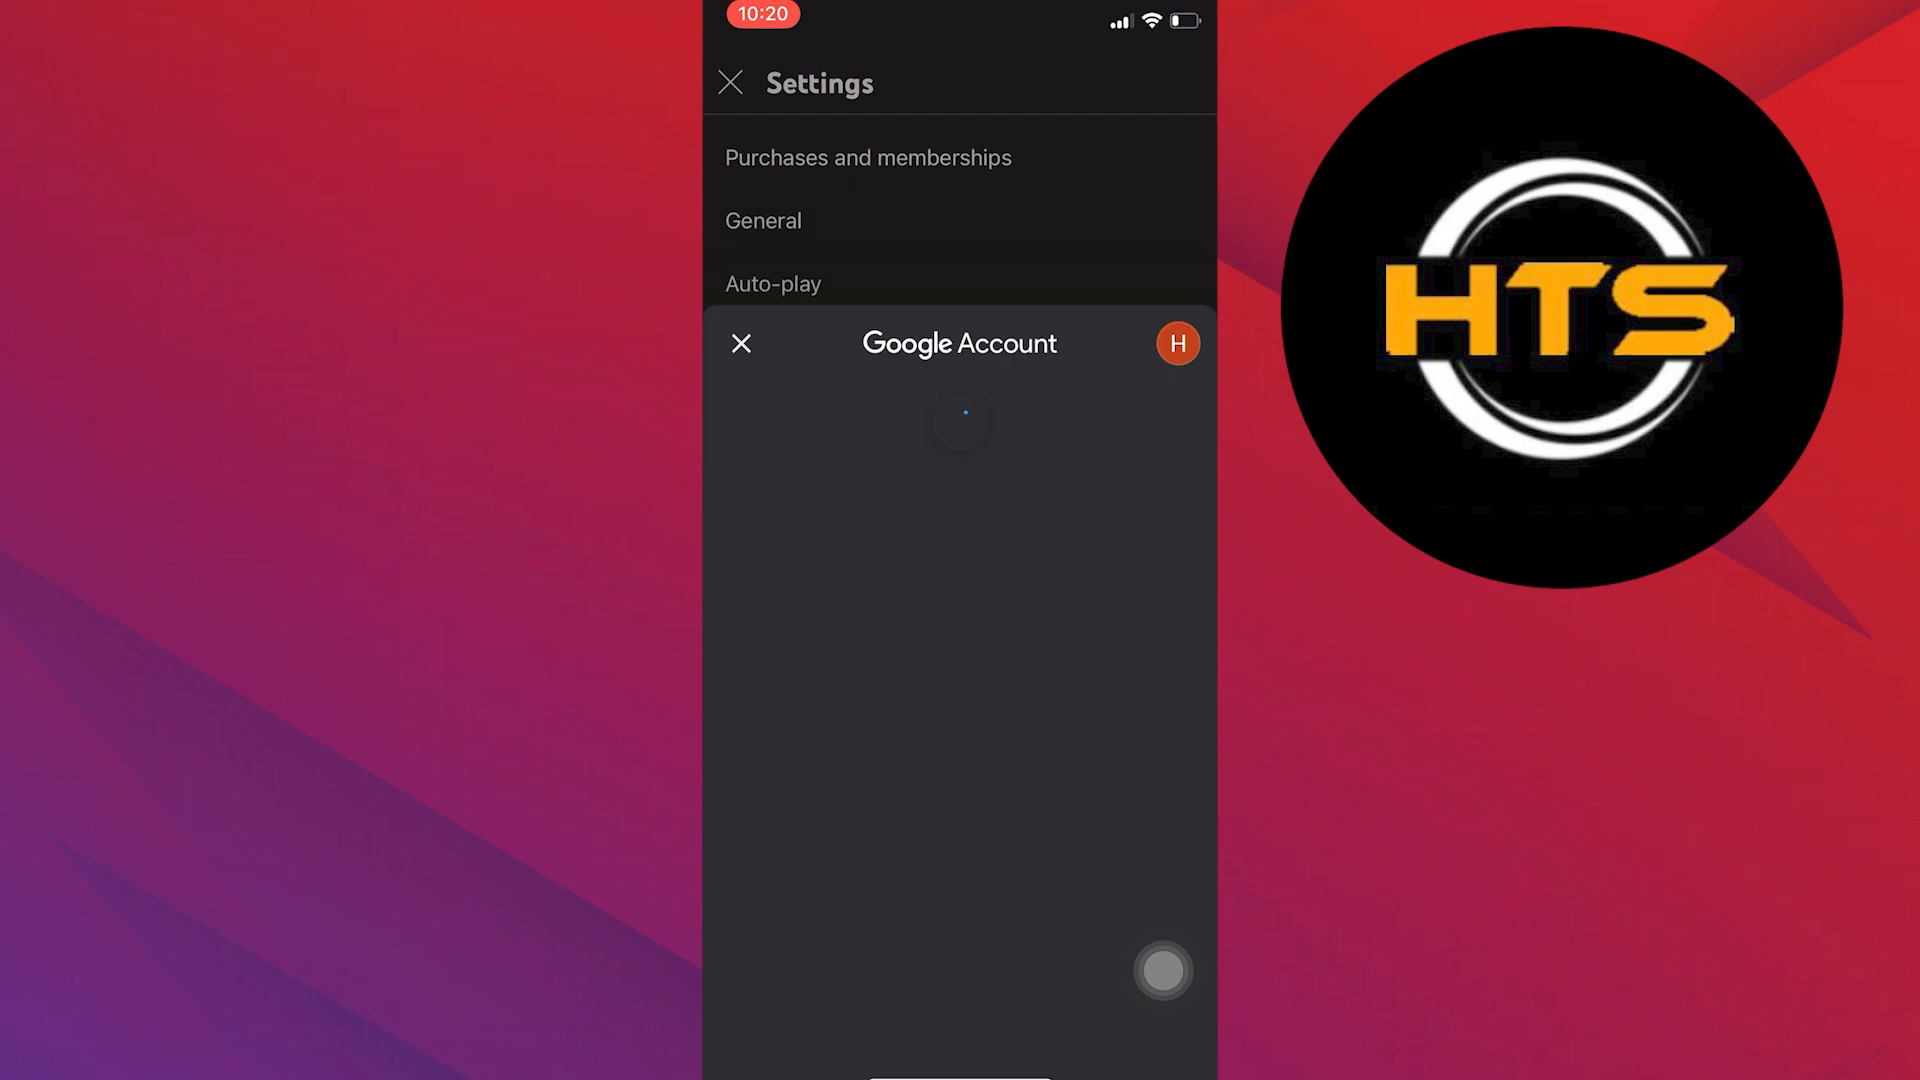 10:20
Settings
Purchases and memberships
General
Auto-play
Google Account
H
HTS